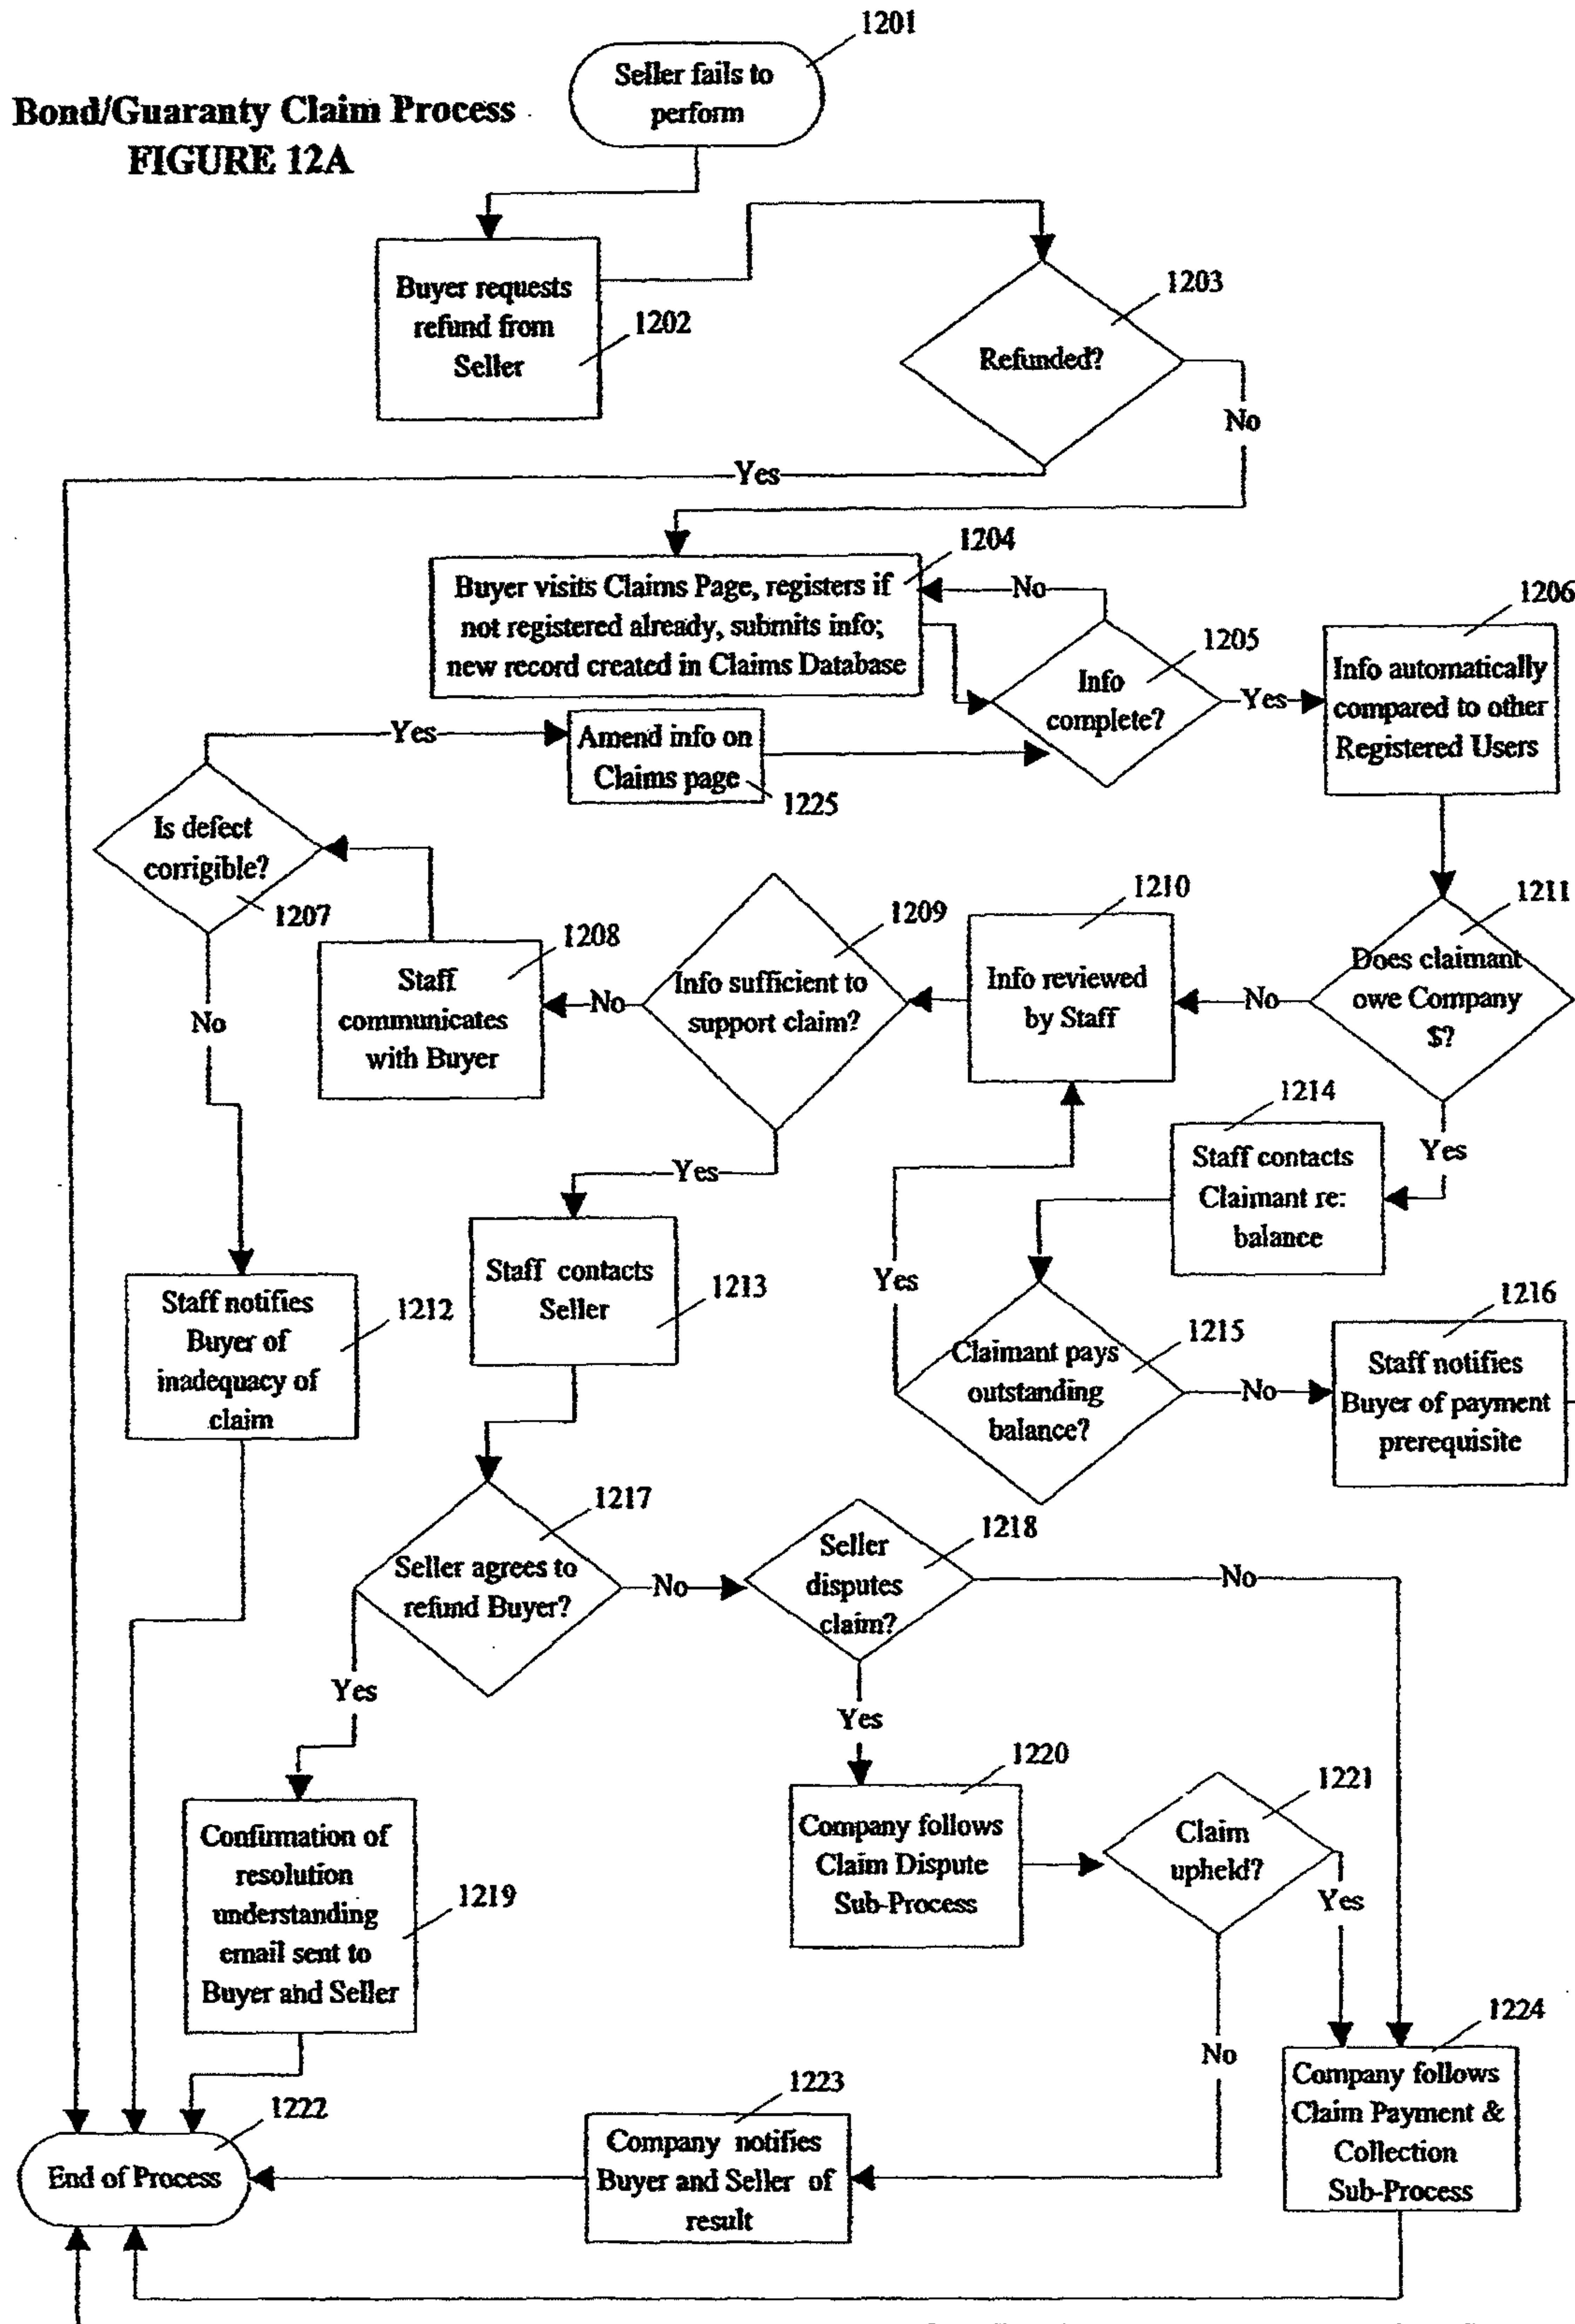 1201
Seller fails to
perform
Bond/Guaranty Claim Process
FIGURE 12A
Buyer requests
refund from
Seller
1202
1203
Refunded?
No
Yes
1204
Buyer visits Claims Page, registers if
not registered already, submits info;
new record created in Claims Database
No
1205
Info
complete?
Yes
1206
Info automatically
compared to other
Registered Users
Yes
Amend info on
Claims page
1225
Is defect
corrigible?
1207
No
1208
Staff
communicates
with Buyer
No
1209
Info sufficient to
support claim?
1210
Info reviewed
by Staff
No
1211
Does claimant
owe Company
$?
Yes
1214
Staff contacts
Claimant re:
balance
Yes
Yes
Staff contacts
Seller
1213
Staff notifies
Buyer of
inadequacy of
claim
1212
Claimant pays
outstanding
balance?
1215
No
1216
Staff notifies
Buyer of payment
prerequisite
1217
Seller agrees to
refund Buyer?
No
1218
Seller
disputes
claim?
No
Yes
Yes
1220
Company follows
Claim Dispute
Sub-Process
1221
Claim
upheld?
Yes
No
Confirmation of
resolution
understanding
email sent to
Buyer and Seller
1219
1224
Company follows
Claim Payment &
Collection
Sub-Process
1223
Company notifies
Buyer and Seller of
result
1222
End of Process